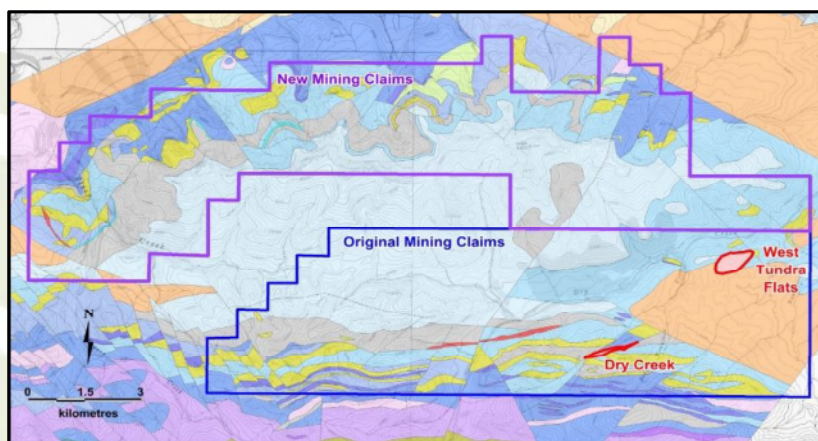 New Mining Claims
Original Mining Claims
West
Tundra
Flats
Dry Creek
N
0 1.5 3
kilometres